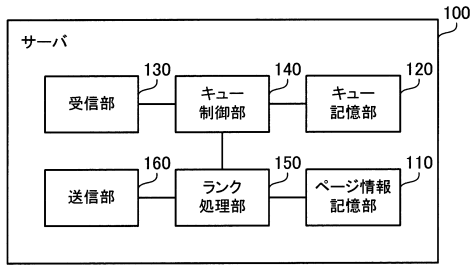 100
サーバ
130
140
120
受信部
キュー
制御部
キュー
記憶部
160
150
110
送信部
ランク
処理部
ページ情報
記憶部